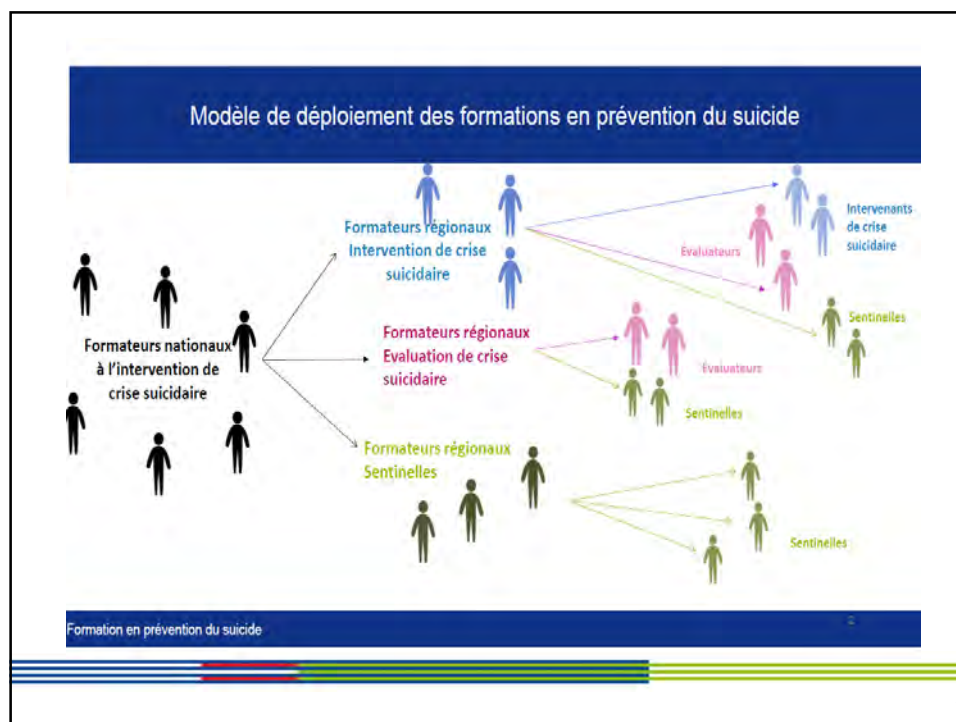 Modèle de déploiement des formations en prévention du suicide
Formateurs régionaux
Intervention de crise
suicidaire
Intervenants
de crise
suicidaire
Evaluateurs
Sentinelles
Formateurs nationaux
à l'intervention de
crise suicidaire
Formateurs régionaux
Evaluation de crise
suicidaire
Evaluateurs
Sentinelles
Formateurs régionaux
Sentinelles
Sentinelles
Formation en prévention du suicide
2